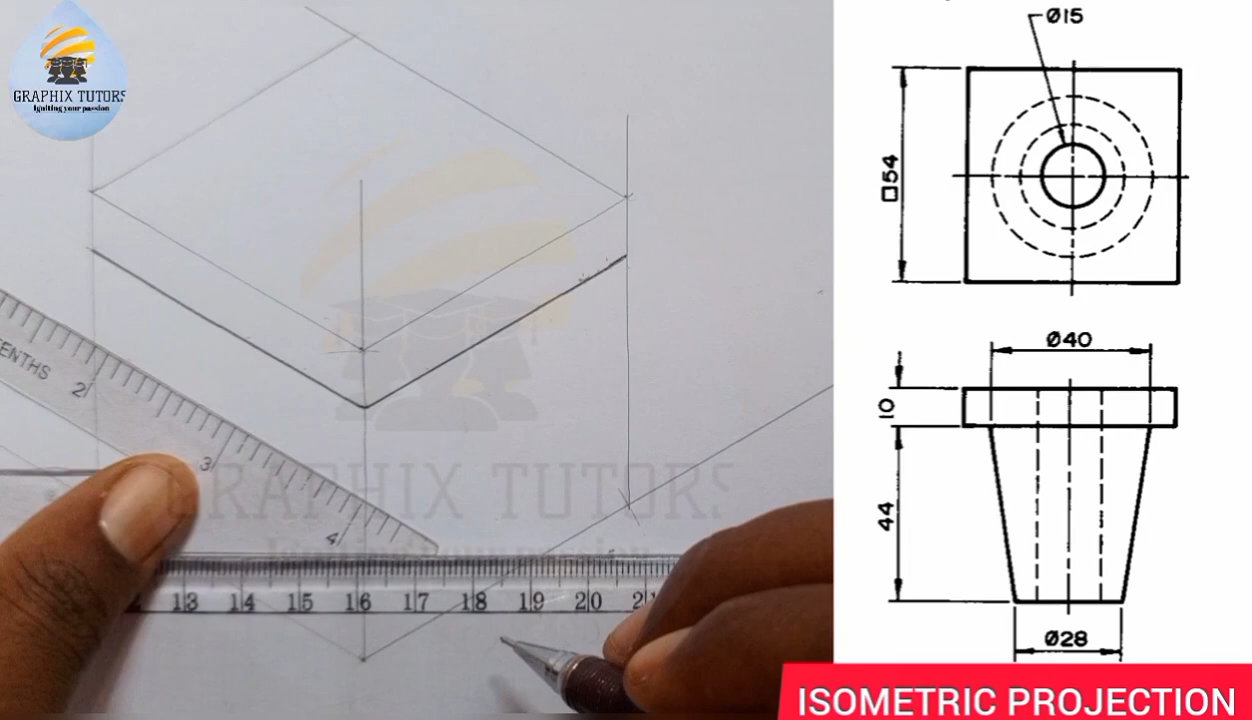 GRAPHIX TUTORS
Igniting your passion
Ø15
□54
Ø40
10
44
Ø28
TENTHS
2
3
4
GRAPHIX TUTORS
13 14 15 16 17 18 19 20 21
ISOMETRIC PROJECTION